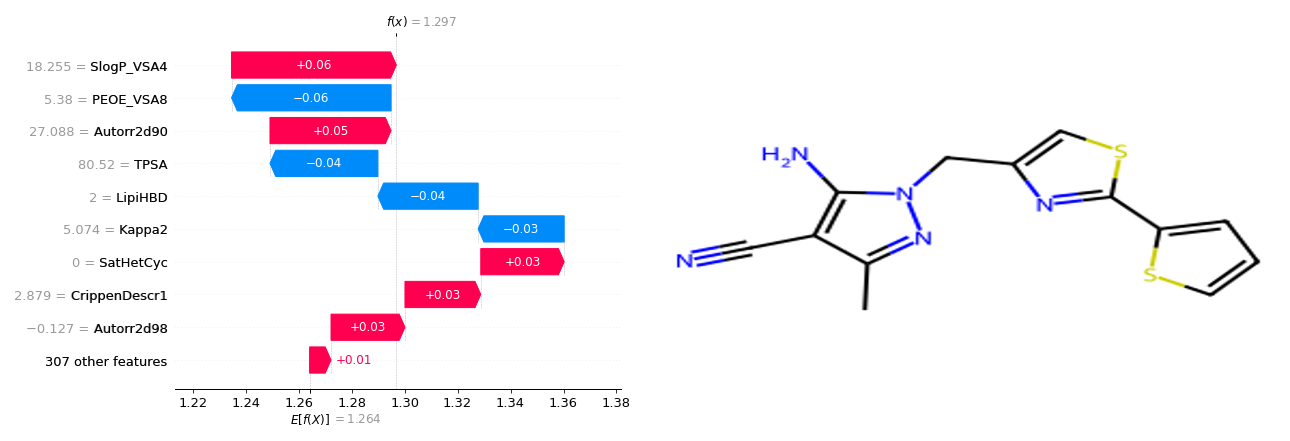 f(x) = 1.297
18.255 = SlogP_VSA4
+0.06
5.38 = PEOE_VSA8
−0.06
27.088 = Autorr2d90
+0.05
80.52 = TPSA
−0.04
2 = LipiHBD
−0.04
5.074 = Kappa2
−0.03
0 = SatHetCyc
+0.03
2.879 = CrippenDescr1
+0.03
−0.127 = Autorr2d98
+0.03
307 other features
+0.01
1.22 1.24 1.26 1.28 1.30 1.32 1.34 1.36 1.38
E[f(X)] = 1.264
H₂N
N
N
N
N
S
S